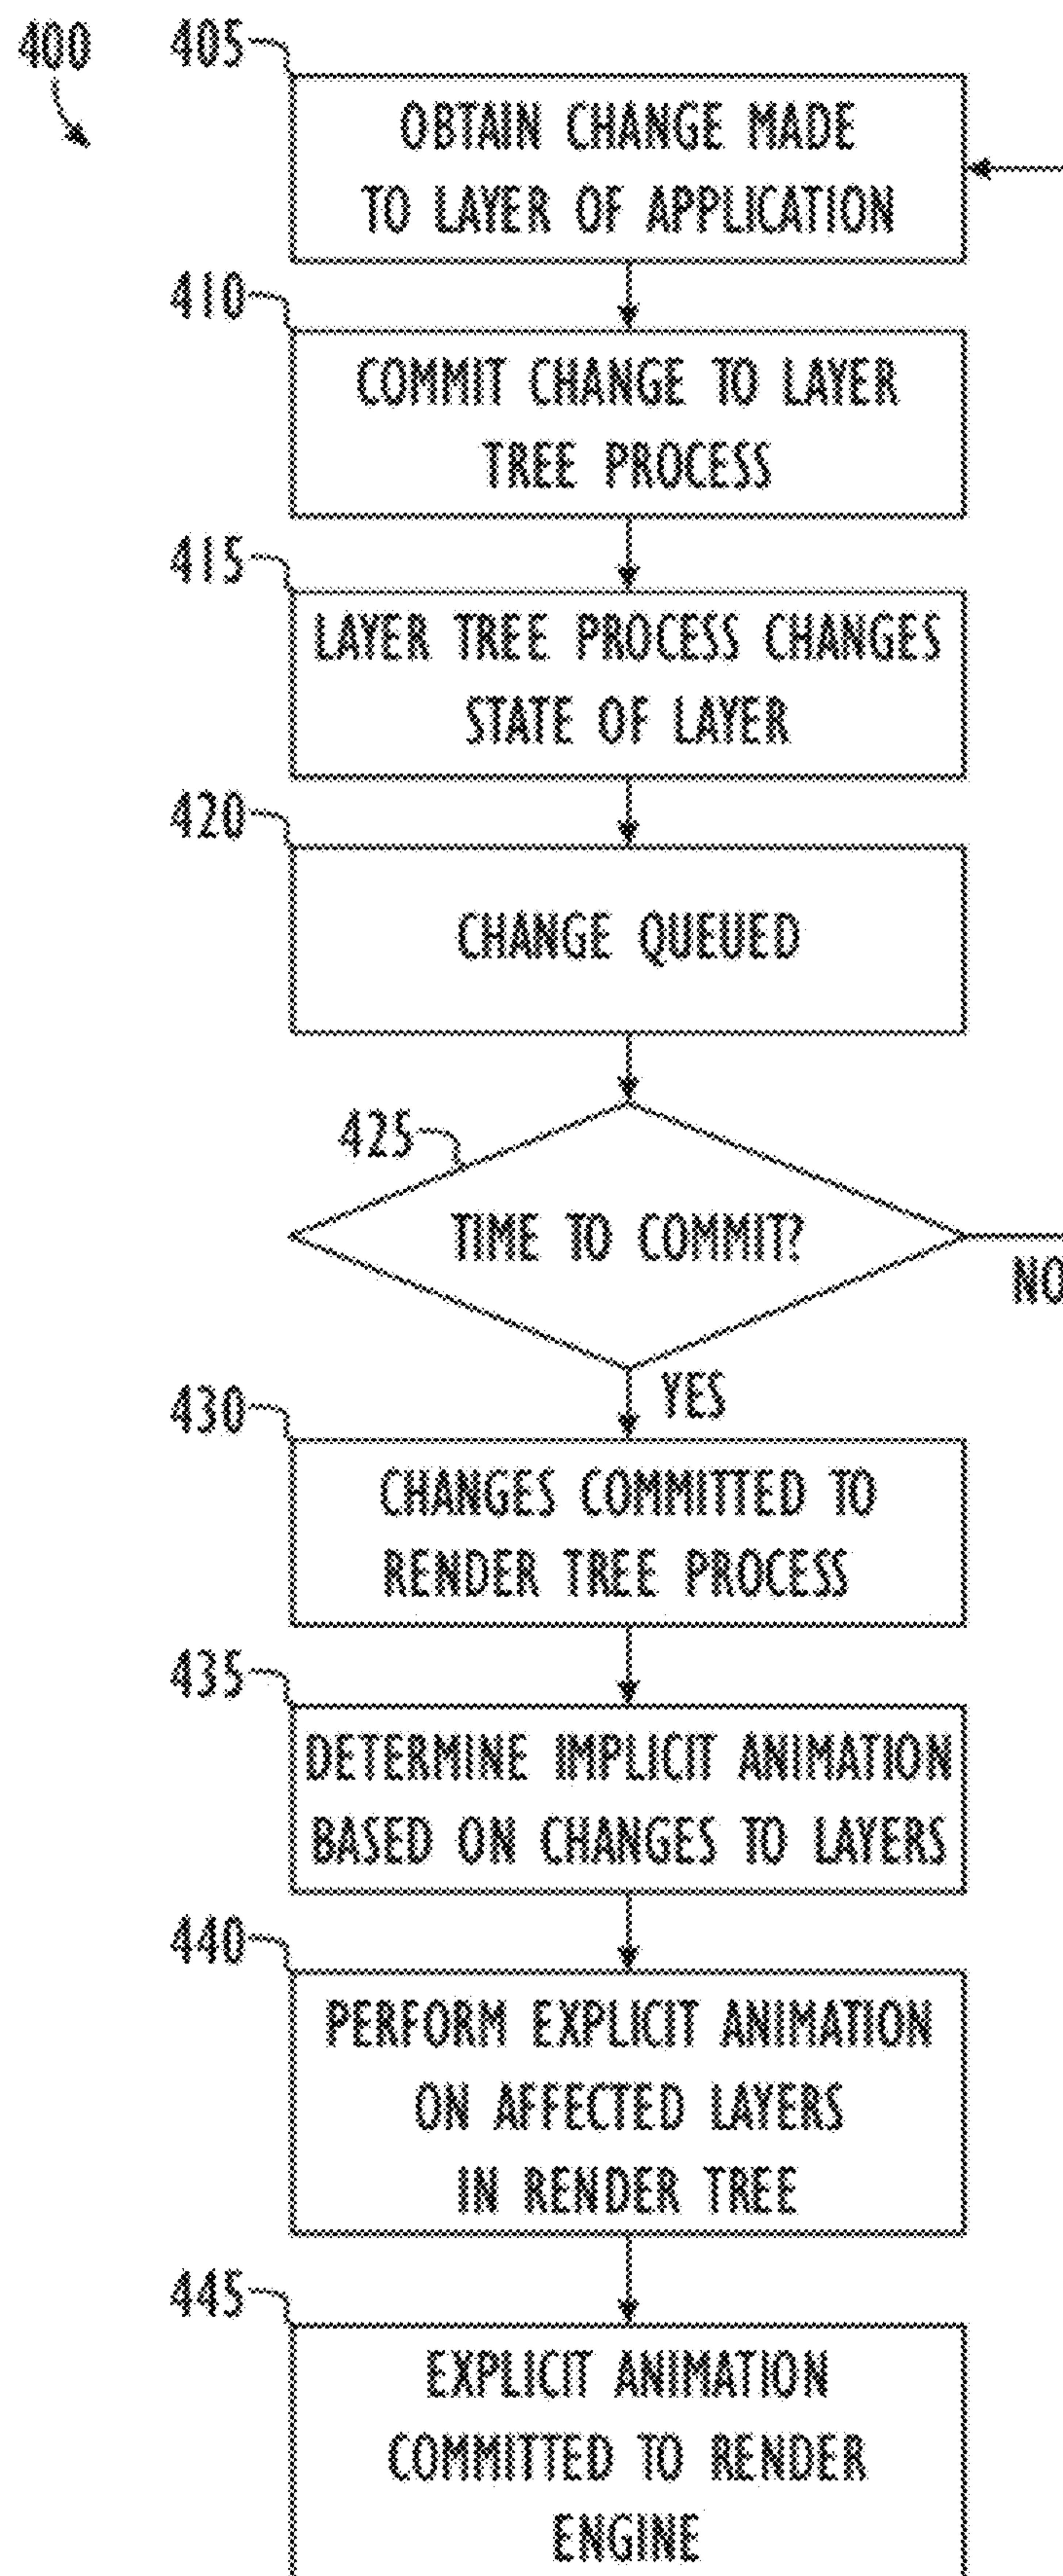 400
405
OBTAIN CHANGE MADE
TO LAYER OF APPLICATION
410
COMMIT CHANGE TO LAYER
TREE PROCESS
415
LAYER TREE PROCESS CHANGES
STATE OF LAYER
420
CHANGE QUEUED
425
TIME TO COMMIT?
NO
YES
430
CHANGES COMMITTED TO
RENDER TREE PROCESS
435
DETERMINE IMPLICIT ANIMATION
BASED ON CHANGES TO LAYERS
440
PERFORM EXPLICIT ANIMATION
ON AFFECTED LAYERS
IN RENDER TREE
445
EXPLICIT ANIMATION
COMMITTED TO RENDER
ENGINE